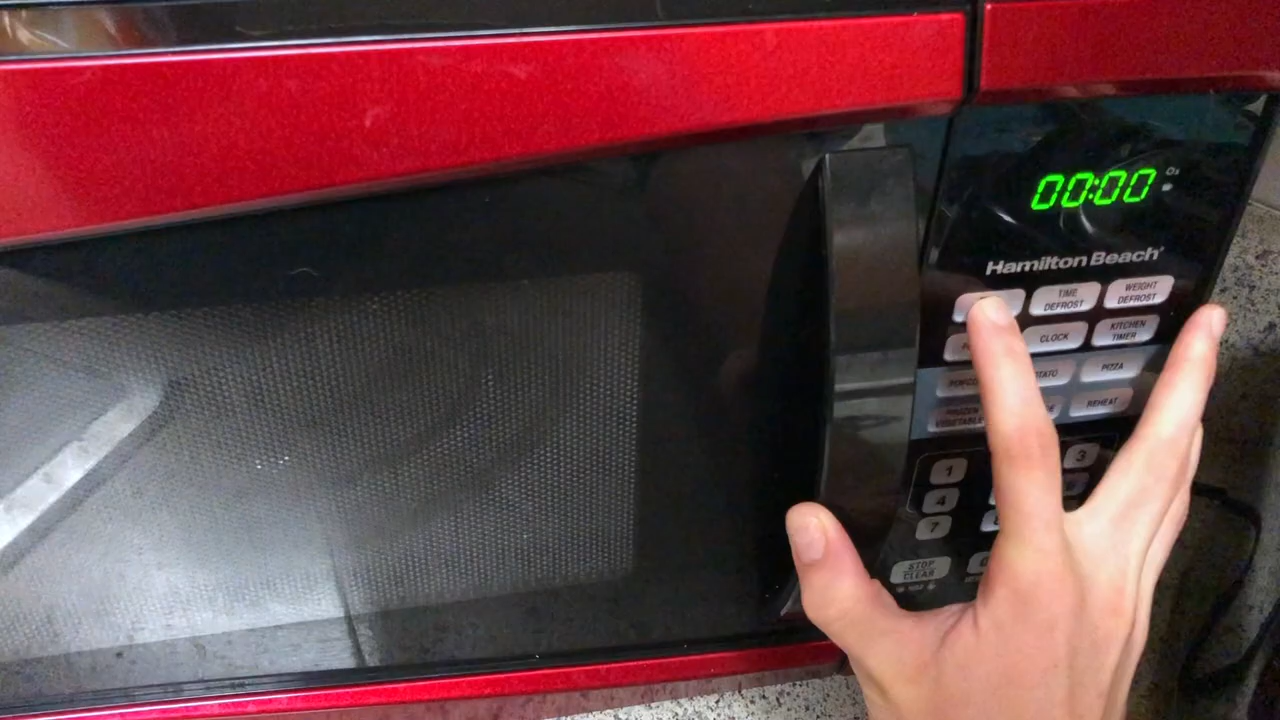 00:00
Hamilton Beach
TIME
DEFROST
WEIGHT
DEFROST
CLOCK
KITCHEN
TIMER
PIZZA
REHEAT
1
3
4
7
STOP
CLEAR